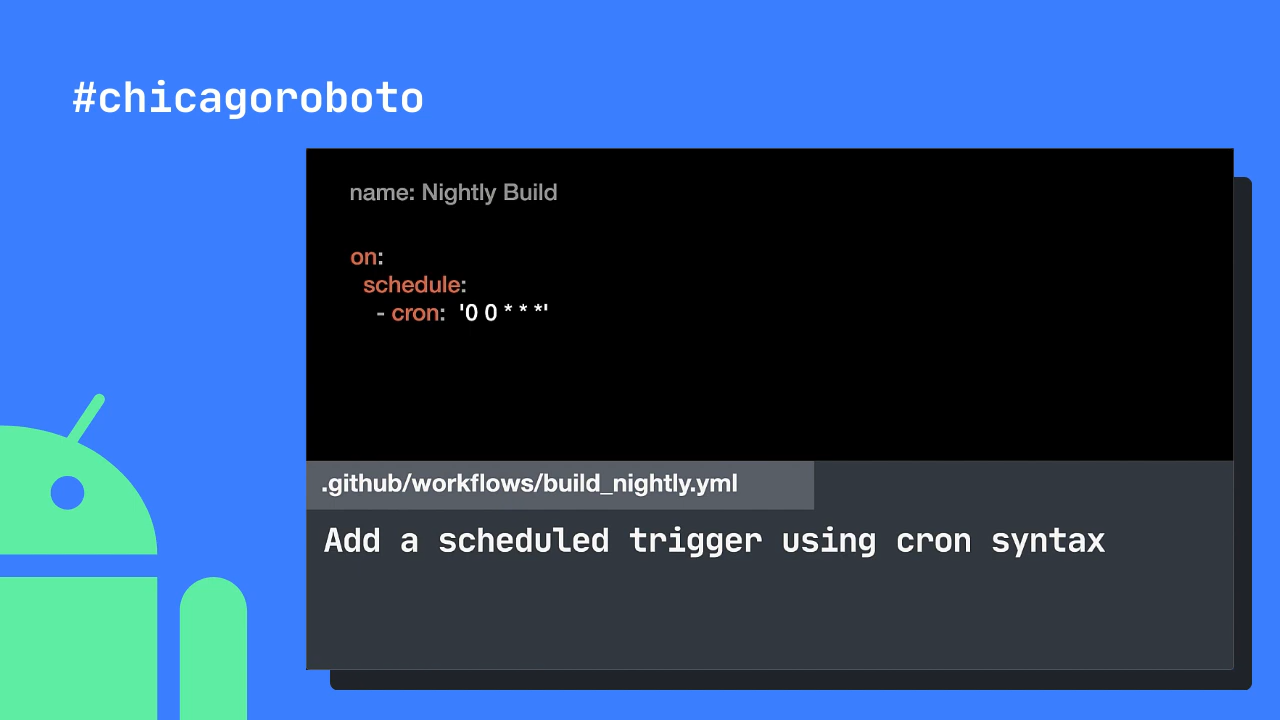 #chicagoroboto
name: Nightly Build
on:
schedule:
- cron: '0 0 * * *'
.github/workflows/build_nightly.yml
Add a scheduled trigger using cron syntax